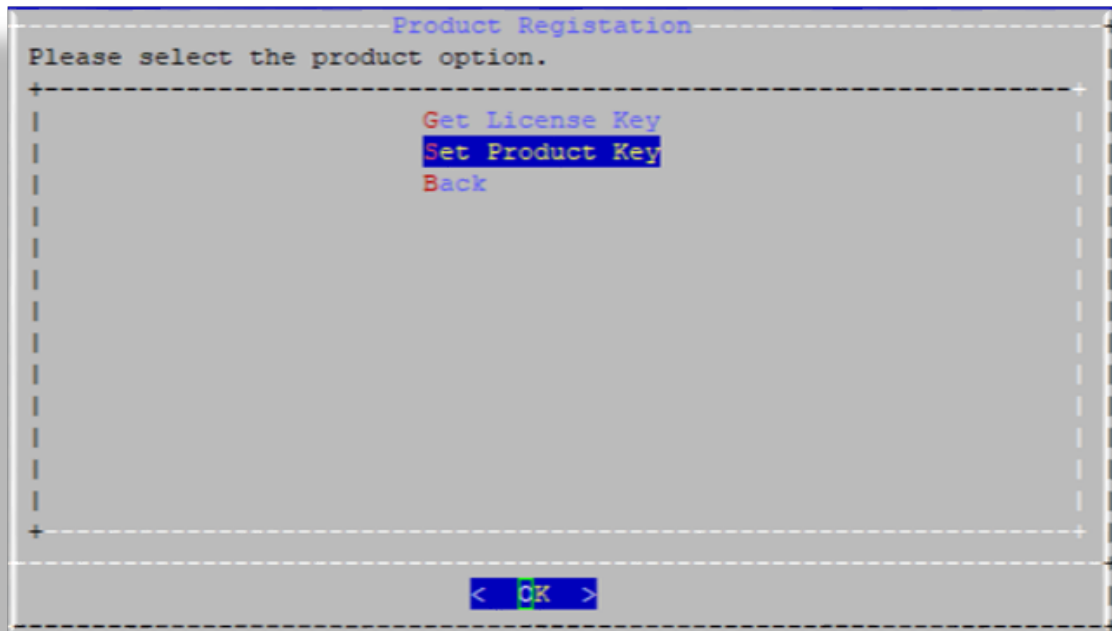 Product Registation
Please select the product option.
Get License Key
Set Product Key
Back
< OK >